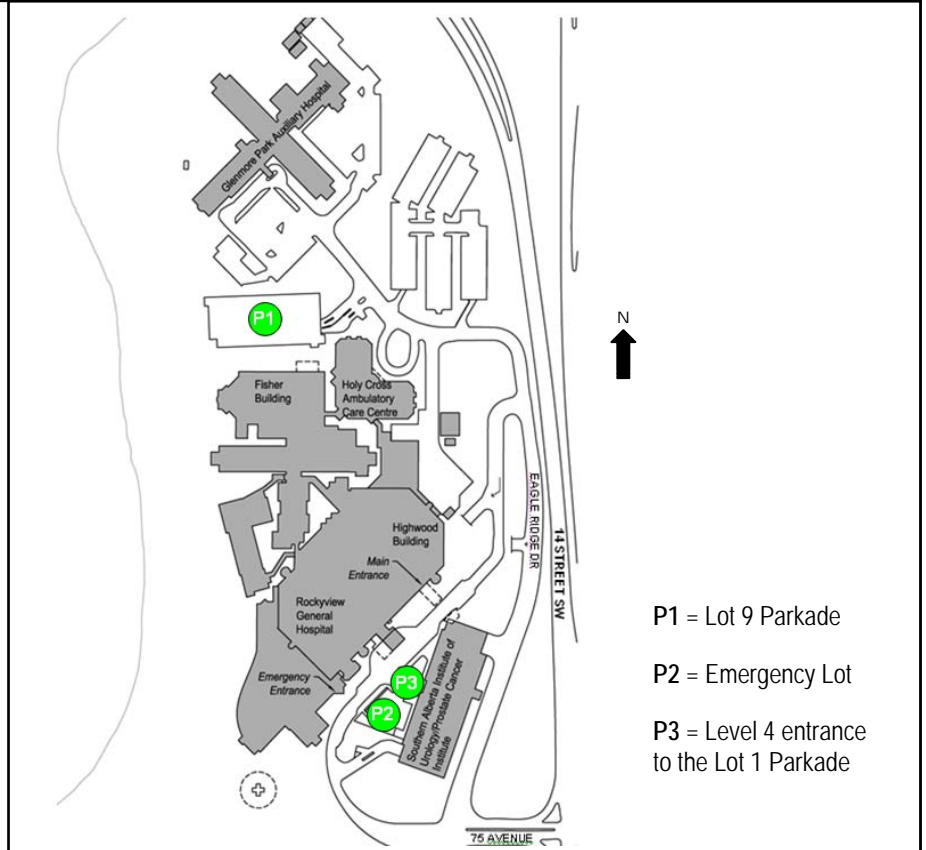 Glenmore Park Auxiliary Hospital
P1
N
Fisher
Building
Holy Cross
Ambulatory
Care Centre
EAGLE RIDGE DR
14 STREET SW
Highwood
Building
Main
Entrance
Rockyview
General
Hospital
Emergency
Entrance
P3
P2
Southern Alberta Institute of
Urology/Prostate Cancer
Institute
75 AVENUE
P1 = Lot 9 Parkade
P2 = Emergency Lot
P3 = Level 4 entrance
to the Lot 1 Parkade